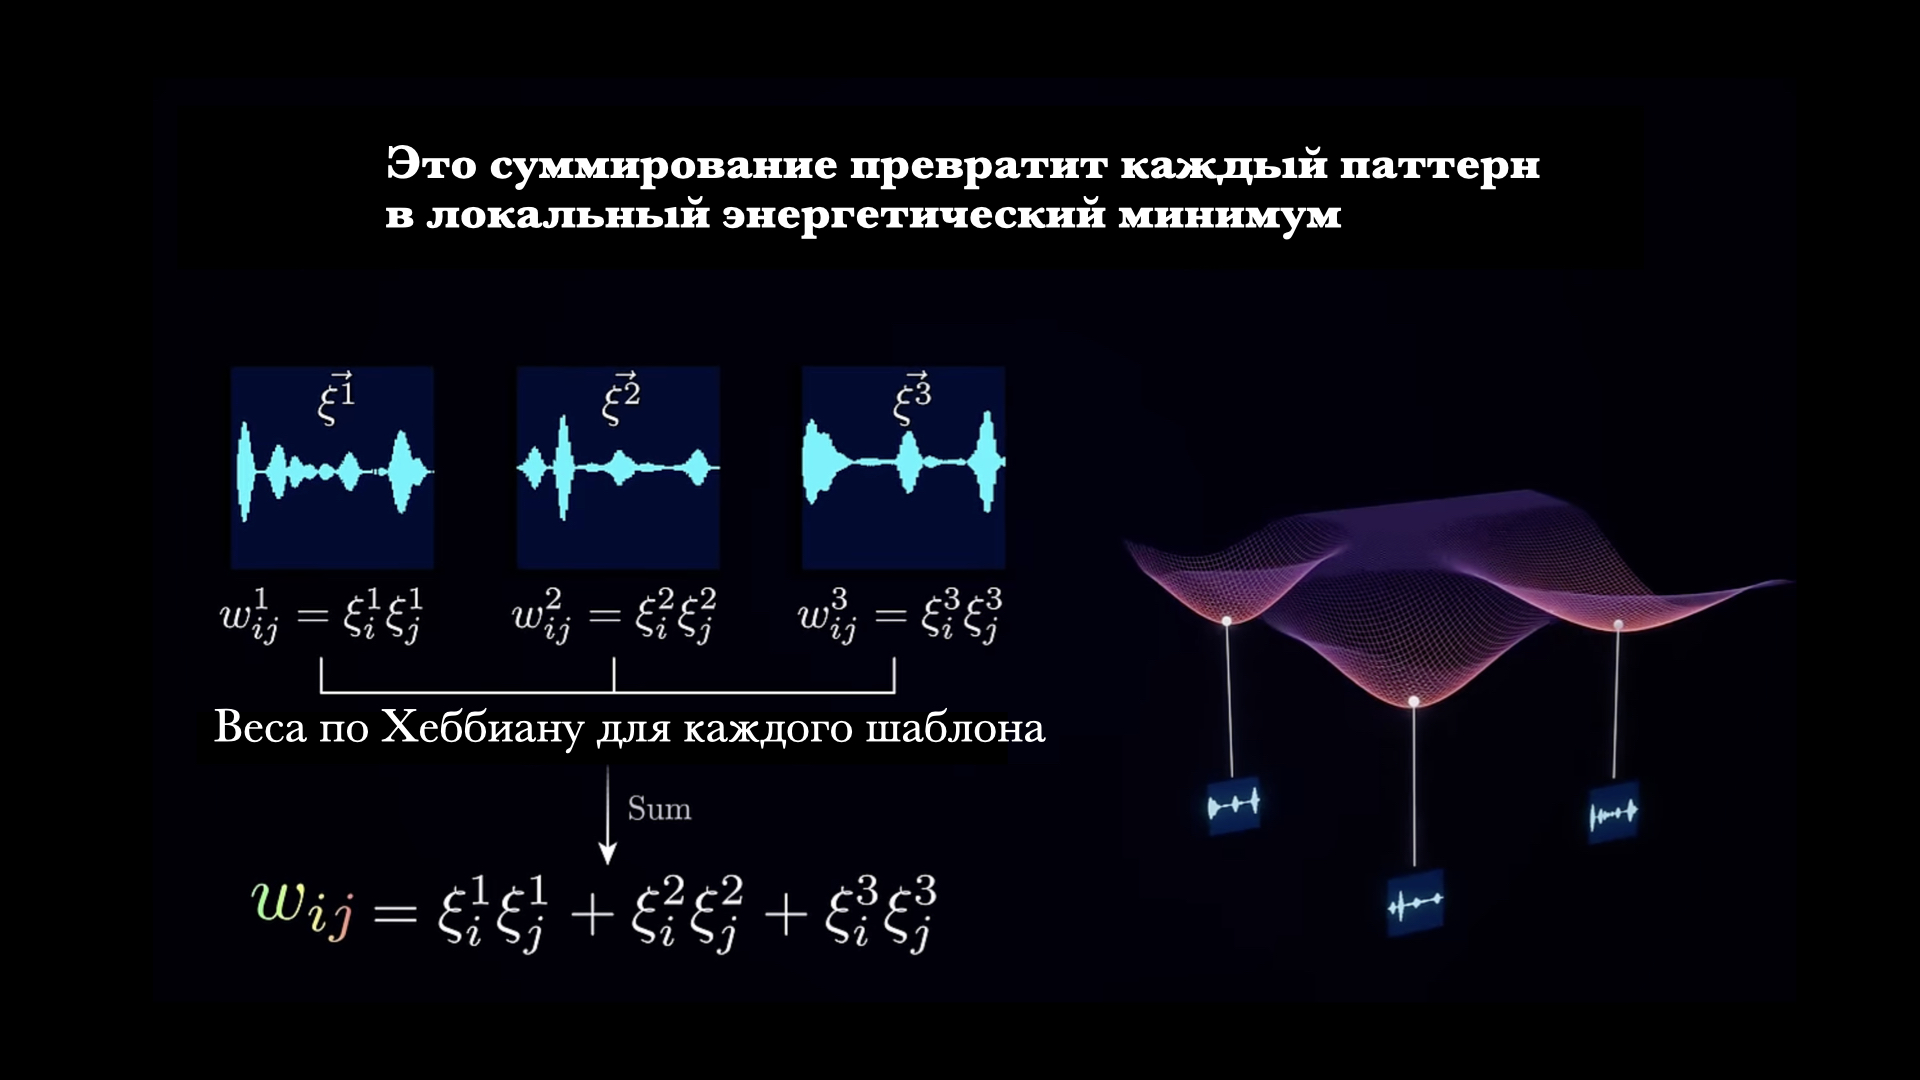 Это суммирование превратит каждый паттерн
в локальный энергетический минимум
$\vec{\xi^1}$ $\vec{\xi^2}$ $\vec{\xi^3}$
$w_{ij}^1 = \xi_i^1 \xi_j^1$ $w_{ij}^2 = \xi_i^2 \xi_j^2$ $w_{ij}^3 = \xi_i^3 \xi_j^3$
Веса по Хеббиану для каждого шаблона
Sum
$w_{ij} = \xi_i^1 \xi_j^1 + \xi_i^2 \xi_j^2 + \xi_i^3 \xi_j^3$